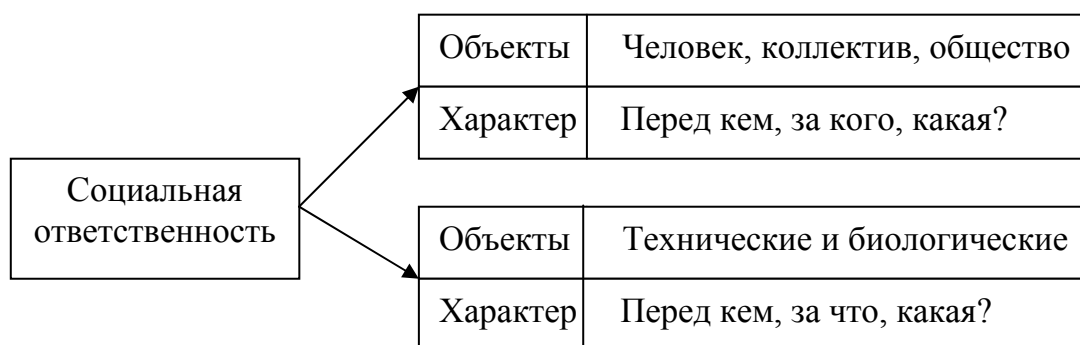 Объекты Человек, коллектив, общество
Характер Перед кем, за кого, какая?
Социальная
ответственность
Объекты Технические и биологические
Характер Перед кем, за что, какая?